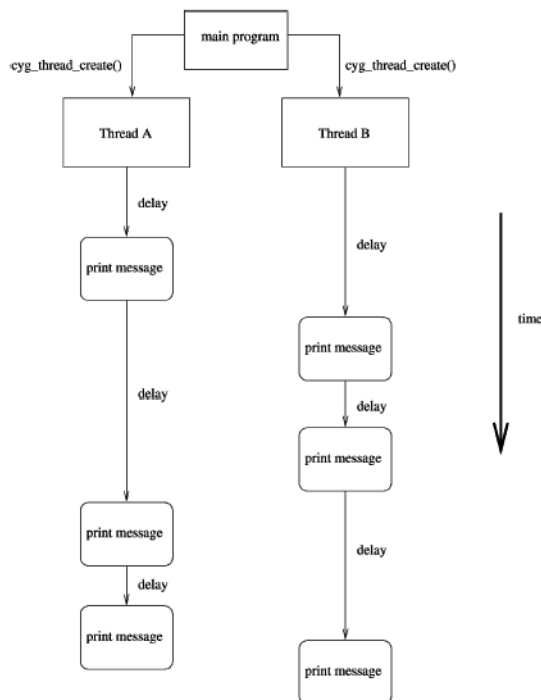 main program
cyg_thread_create()
cyg_thread_create()
Thread A
Thread B
delay
delay
print message
time
print message
delay
delay
print message
print message
delay
delay
print message
print message